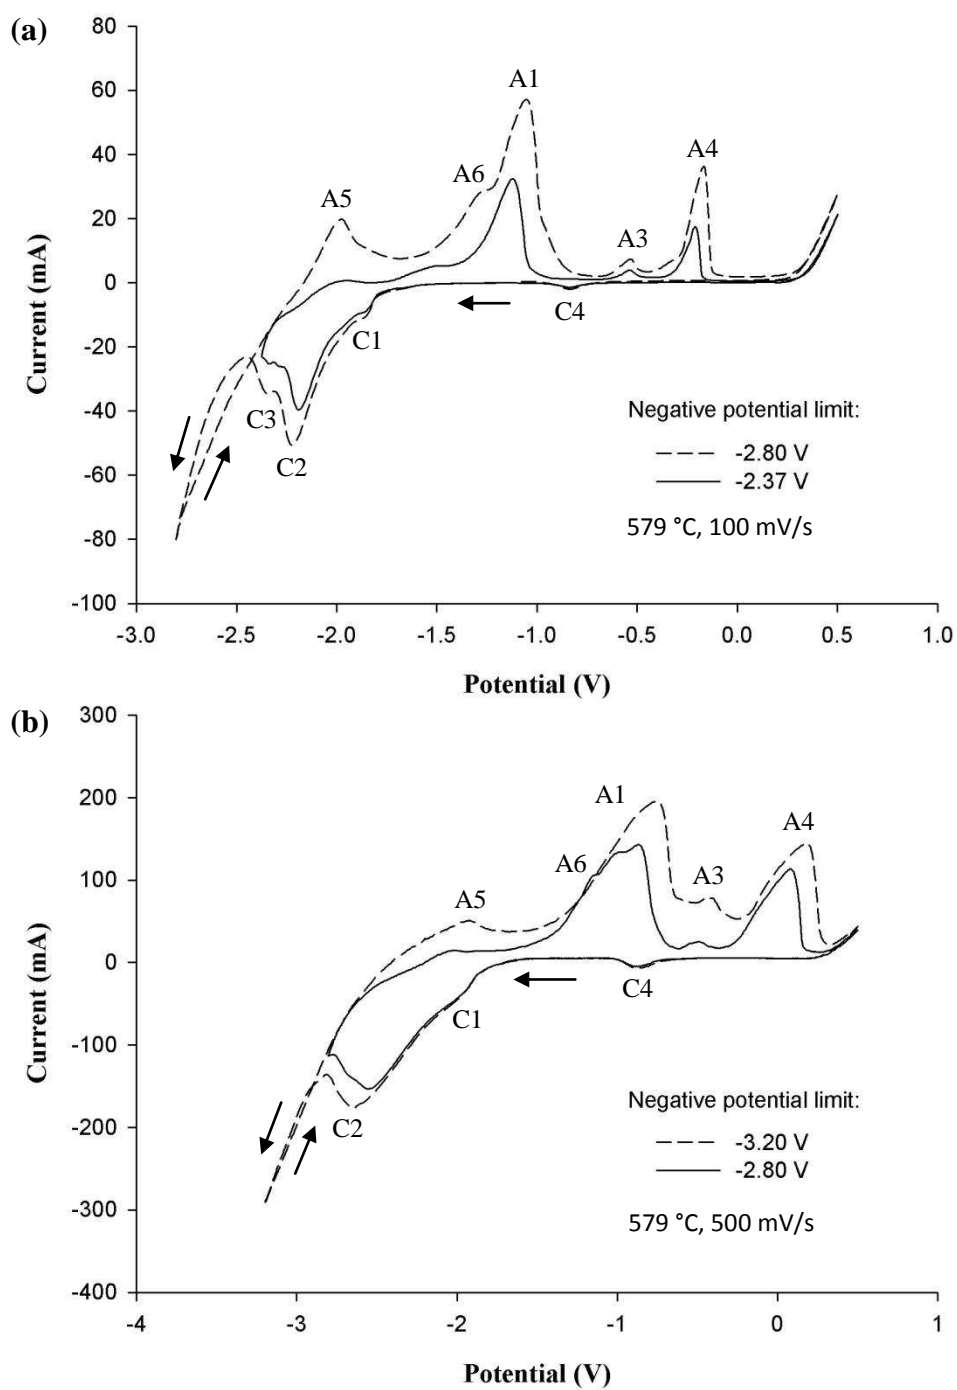 (a)
80
60
40
20
0
-20
-40
-60
-80
-100
Current (mA)
A1
A4
A6
A5
A3
C4
C1
C3
C2
Negative potential limit:
-2.80 V
-2.37 V
579 °C, 100 mV/s
-3.0 -2.5 -2.0 -1.5 -1.0 -0.5 0.0 0.5 1.0
Potential (V)
(b)
300
200
100
0
-100
-200
-300
-400
Current (mA)
A1
A4
A6
A3
A5
C4
C1
C2
Negative potential limit:
-3.20 V
-2.80 V
579 °C, 500 mV/s
-4 -3 -2 -1 0 1
Potential (V)